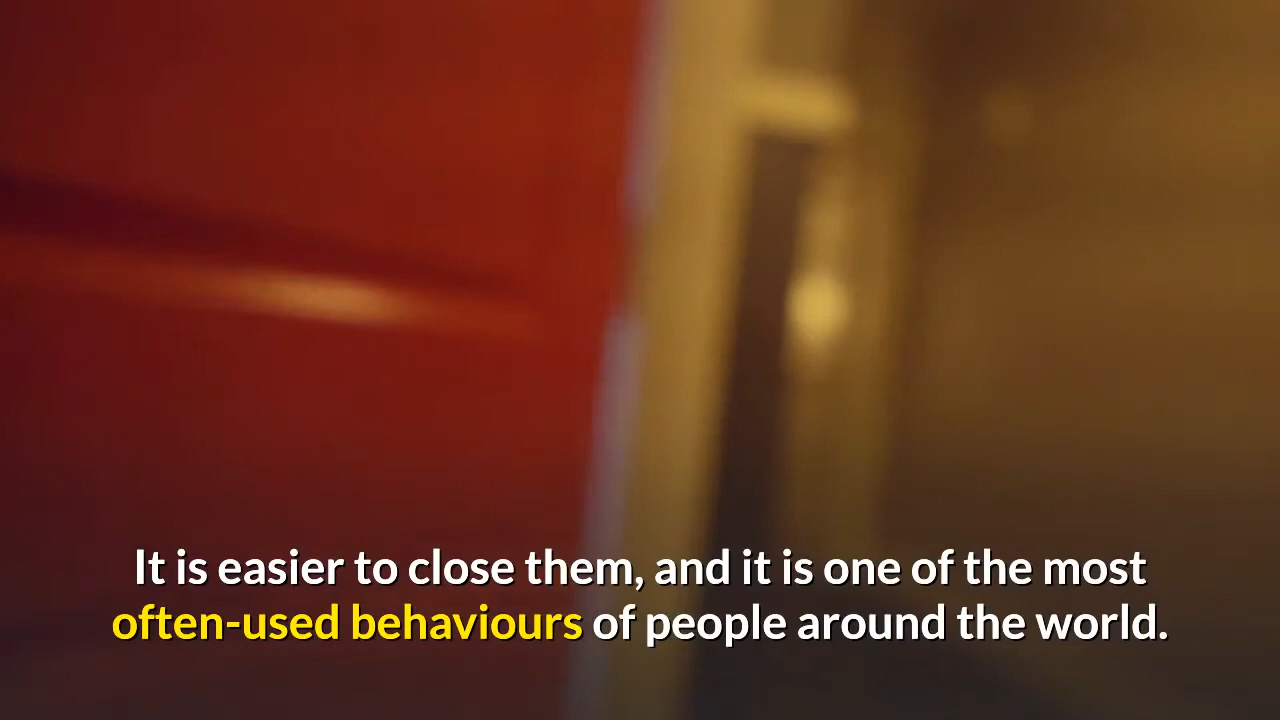 It is easier to close them, and it is one of the most
often-used behaviours of people around the world.